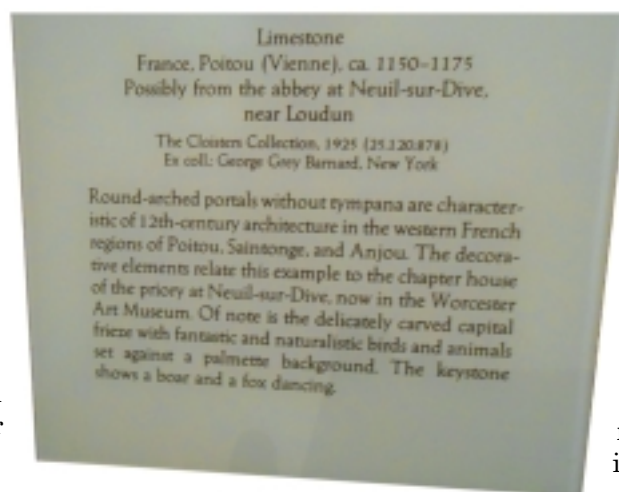 Limestone
France, Poitou (Vienne), ca. 1150–1175
Possibly from the abbey at Neuil-sur-Dive,
near Loudun
The Cloisters Collection, 1925 (25.120.878)
Ex coll.: George Grey Barnard, New York
Round-arched portals without tympana are character-
istic of 12th-century architecture in the western French
regions of Poitou, Saintonge, and Anjou. The decora-
tive elements relate this example to the chapter house
of the priory at Neuil-sur-Dive, now in the Worcester
Art Museum. Of note is the delicately carved capital
frieze with fantastic and naturalistic birds and animals
set against a palmette background. The keystone
shows a boar and a fox dancing.